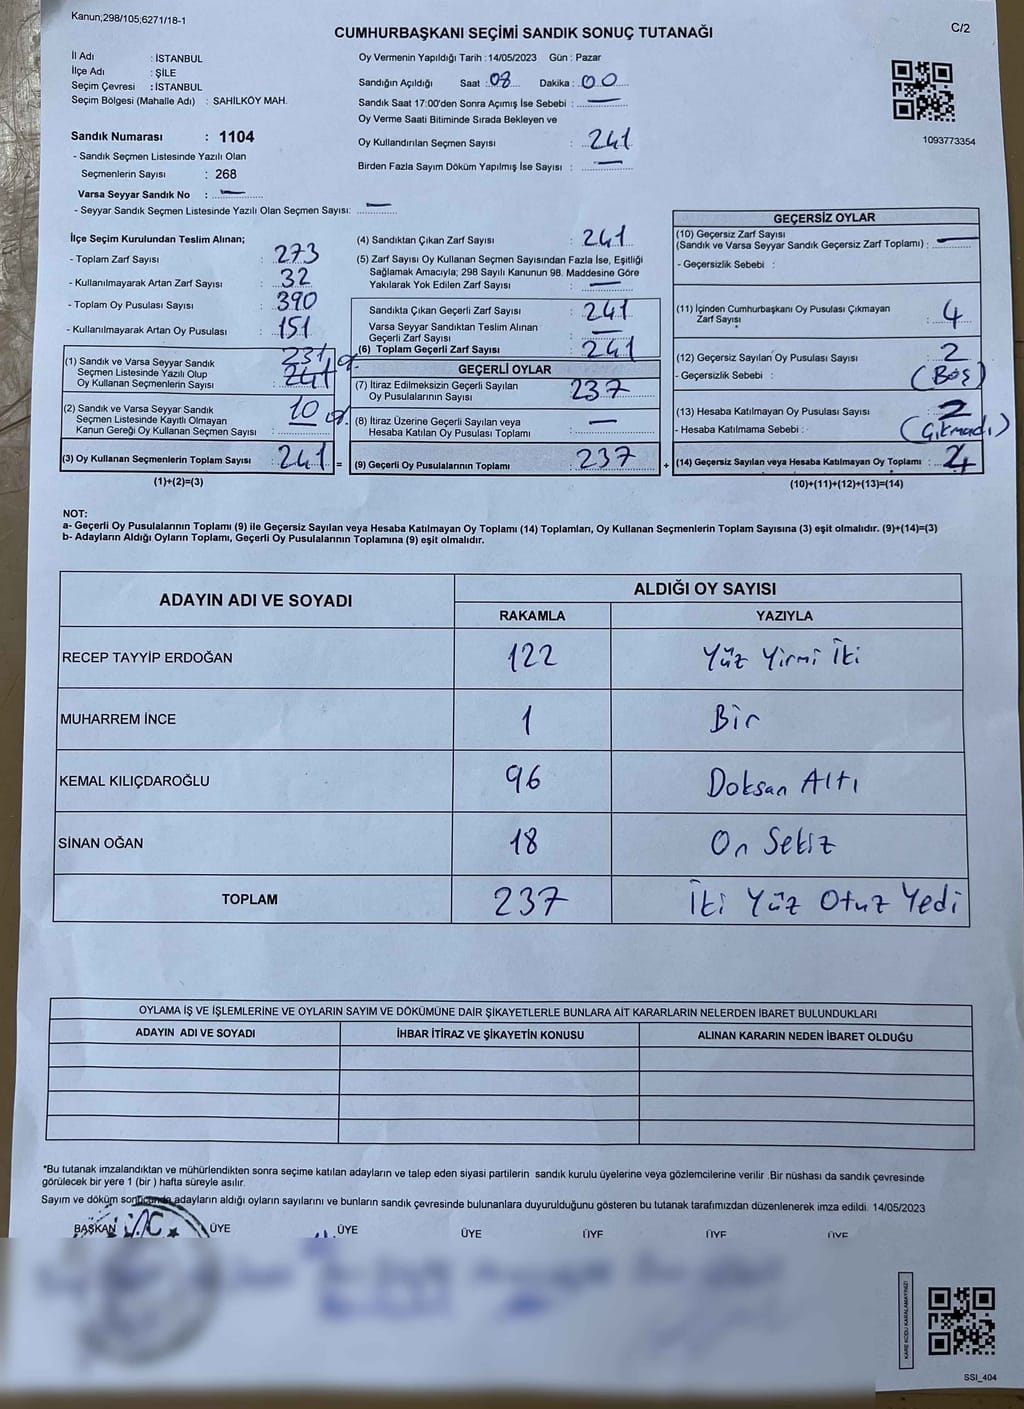 Kanun;298/105;6271/18-1
C/2
CUMHURBAŞKANI SEÇİMİ SANDIK SONUÇ TUTANAĞI
İl Adı : İSTANBUL
İlçe Adı : ŞİLE
Seçim Çevresi : İSTANBUL
Seçim Bölgesi (Mahalle Adı) : SAHİLKÖY MAH.
Sandık Numarası : 1104
- Sandık Seçmen Listesinde Yazılı Olan
Seçmenlerin Sayısı : 268
Varsa Seyyar Sandık No : —
- Seyyar Sandık Seçmen Listesinde Yazılı Olan Seçmen Sayısı: —
Oy Vermenin Yapıldığı Tarih : 14/05/2023 Gün : Pazar
Sandığın Açıldığı Saat : 08 Dakika : 00
Sandık Saat 17:00'den Sonra Açımış İse Sebebi : —
Oy Verme Saati Bitiminde Sırada Bekleyen ve
Oy Kullandırılan Seçmen Sayısı : 241
Birden Fazla Sayım Döküm Yapılmış İse Sayısı : —
1093773354
İlçe Seçim Kurulundan Teslim Alınan;
- Toplam Zarf Sayısı : 273
- Kullanılmayarak Artan Zarf Sayısı : 32
- Toplam Oy Pusulası Sayısı : 390
- Kullanılmayarak Artan Oy Pusulası : 151
(1) Sandık ve Varsa Seyyar Sandık
Seçmen Listesinde Yazılı Olup
Oy Kullanan Seçmenlerin Sayısı : 231 241
(2) Sandık ve Varsa Seyyar Sandık
Seçmen Listesinde Kayıtlı Olmayan
Kanun Gereği Oy Kullanan Seçmen Sayısı : 10
(3) Oy Kullanan Seçmenlerin Toplam Sayısı : 241 =
(1)+(2)=(3)
(4) Sandıktan Çıkan Zarf Sayısı : 241
(5) Zarf Sayısı Oy Kullanan Seçmen Sayısından Fazla İse, Eşitliği
Sağlamak Amacıyla; 298 Sayılı Kanunun 98. Maddesine Göre
Yakılarak Yok Edilen Zarf Sayısı : —
Sandıkta Çıkan Geçerli Zarf Sayısı : 241
Varsa Seyyar Sandıktan Teslim Alınan
Geçerli Zarf Sayısı : —
(6) Toplam Geçerli Zarf Sayısı : 241
GEÇERLİ OYLAR
(7) İtiraz Edilmeksizin Geçerli Sayılan
Oy Pusulalarının Sayısı : 237
(8) İtiraz Üzerine Geçerli Sayılan veya
Hesaba Katılan Oy Pusulası Toplamı : —
(9) Geçerli Oy Pusulalarının Toplamı : 237 +
GEÇERSİZ OYLAR
(10) Geçersiz Zarf Sayısı
(Sandık ve Varsa Seyyar Sandık Geçersiz Zarf Toplamı) : —
- Geçersizlik Sebebi :
(11) İçinden Cumhurbaşkanı Oy Pusulası Çıkmayan
Zarf Sayısı : 4
(12) Geçersiz Sayılan Oy Pusulası Sayısı : 2
- Geçersizlik Sebebi : (Boş)
(13) Hesaba Katılmayan Oy Pusulası Sayısı : 2
- Hesaba Katılmama Sebebi : (Çıkmadı)
(14) Geçersiz Sayılan veya Hesaba Katılmayan Oy Toplamı : 4
(10)+(11)+(12)+(13)=(14)
NOT:
a- Geçerli Oy Pusulalarının Toplamı (9) ile Geçersiz Sayılan veya Hesaba Katılmayan Oy Toplamı (14) Toplamları, Oy Kullanan Seçmenlerin Toplam Sayısına (3) eşit olmalıdır. (9)+(14)=(3)
b- Adayların Aldığı Oyların Toplamı, Geçerli Oy Pusulalarının Toplamına (9) eşit olmalıdır.
ADAYIN ADI VE SOYADI ALDIĞI OY SAYISI
RAKAMLA YAZIYLA
RECEP TAYYİP ERDOĞAN 122 Yüz Yirmi İki
MUHARREM İNCE 1 Bir
KEMAL KILIÇDAROĞLU 96 Doksan Altı
SİNAN OĞAN 18 On Sekiz
TOPLAM 237 İki Yüz Otuz Yedi
OYLAMA İŞ VE İŞLEMLERİNE VE OYLARIN SAYIM VE DÖKÜMÜNE DAİR ŞİKAYETLERLE BUNLARA AİT KARARLARIN NELERDEN İBARET BULUNDUKLARI
ADAYIN ADI VE SOYADI İHBAR İTİRAZ VE ŞİKAYETİN KONUSU ALINAN KARARIN NEDEN İBARET OLDUĞU
*Bu tutanak imzalandıktan ve mühürlendikten sonra seçime katılan adayların ve talep eden siyasi partilerin sandık kurulu üyelerine veya gözlemcilerine verilir. Bir nüshası da sandık çevresinde
görülecek bir yere 1 (bir ) hafta süreyle asılır.
Sayım ve döküm sonucunda adayların aldığı oyların sayılarını ve bunların sandık çevresinde bulunanlara duyurulduğunu gösteren bu tutanak tarafımızdan düzenlenerek imza edildi. 14/05/2023
BAŞKAN ÜYE ÜYE ÜYE ÜYE ÜYE ÜYE
KARE KODU KARALAMAYINIZ!
SSI_404